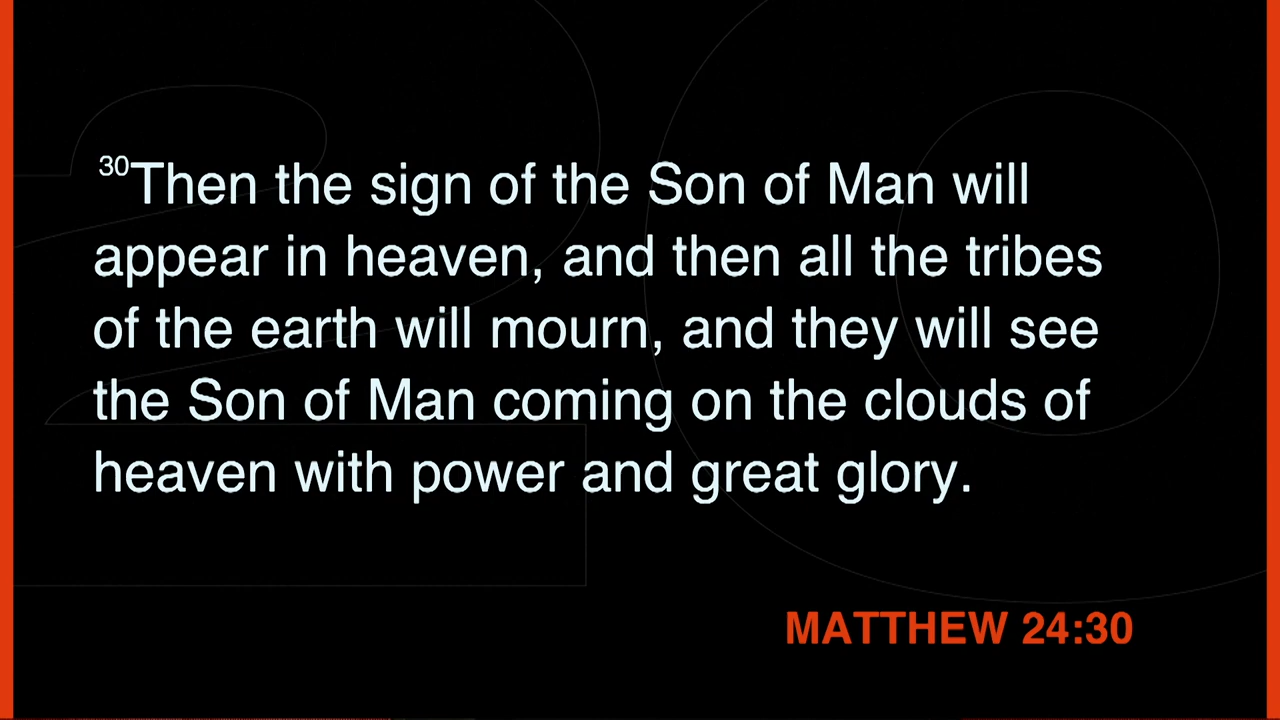 30Then the sign of the Son of Man will
appear in heaven, and then all the tribes
of the earth will mourn, and they will see
the Son of Man coming on the clouds of
heaven with power and great glory.
MATTHEW 24:30
20